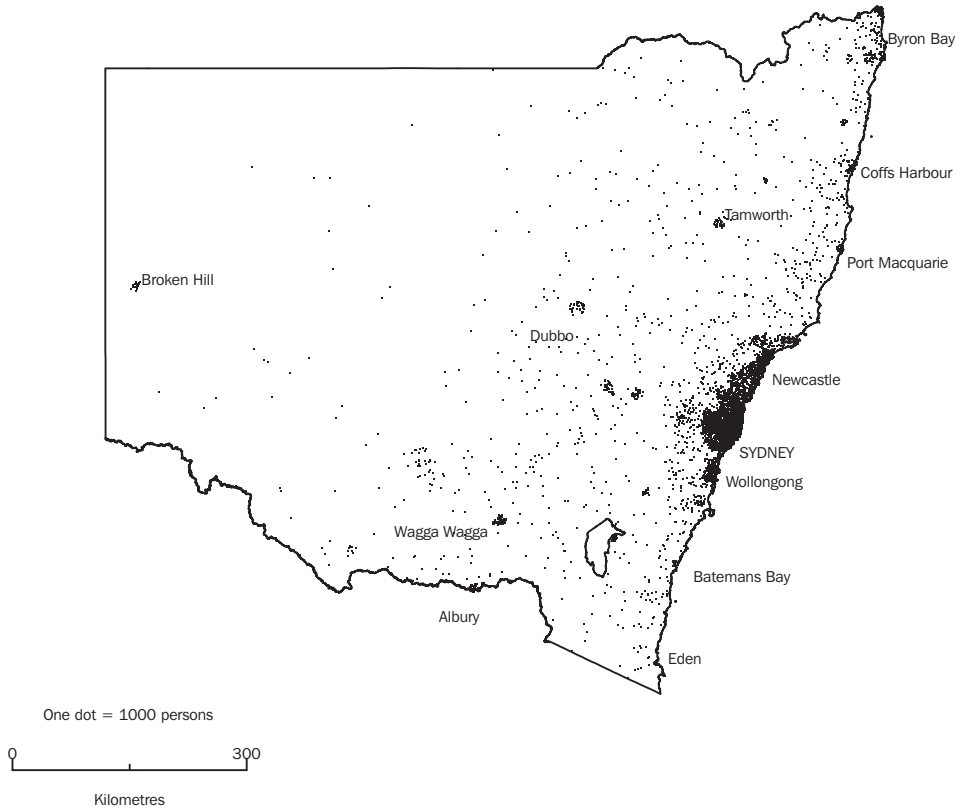 Byron Bay
Coffs Harbour
Tamworth
Port Macquarie
Broken Hill
Dubbo
Newcastle
SYDNEY
Wollongong
Wagga Wagga
Batemans Bay
Albury
Eden
One dot = 1000 persons
0 300
Kilometres